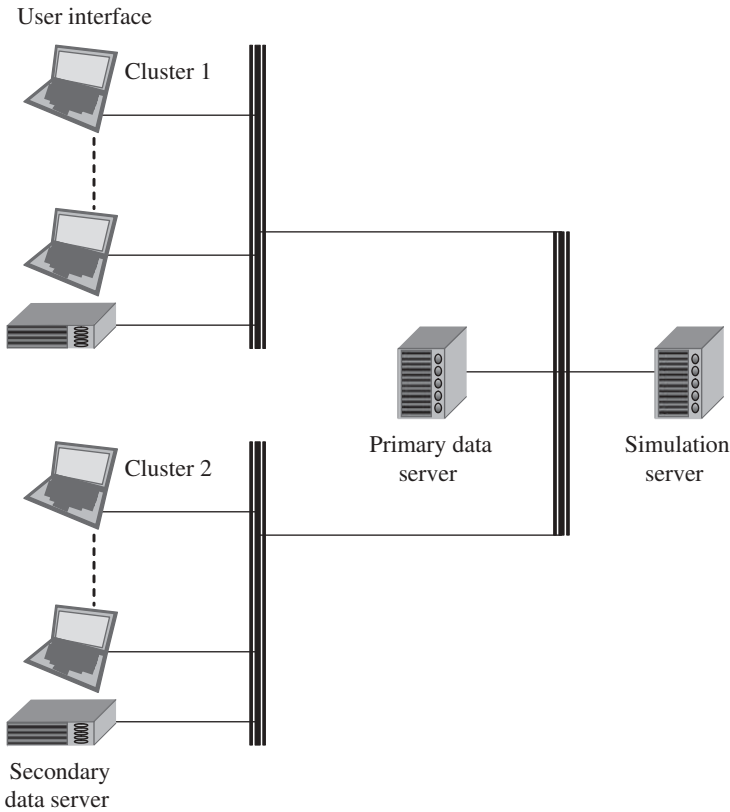 User interface
Cluster 1
Primary data
server
Simulation
server
Cluster 2
Secondary
data server